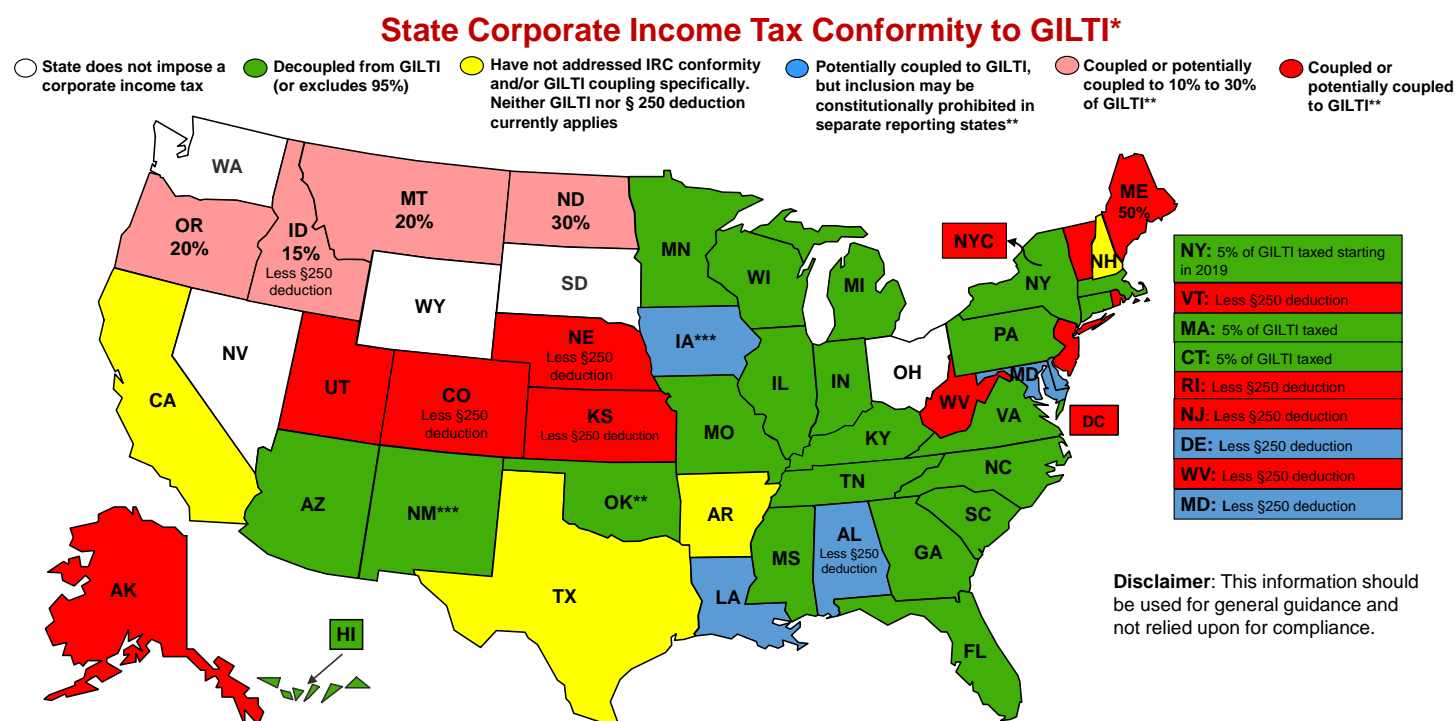 State Corporate Income Tax Conformity to GILTI*
State does not impose a
corporate income tax
Decoupled from GILTI
(or excludes 95%)
Have not addressed IRC conformity
and/or GILTI coupling specifically.
Neither GILTI nor § 250 deduction
currently applies
Potentially coupled to GILTI,
but inclusion may be
constitutionally prohibited in
separate reporting states**
Coupled or potentially
coupled to 10% to 30%
of GILTI**
Coupled or
potentially coupled
to GILTI**
WA
OR
20%
ID
15%
Less §250
deduction
MT
20%
ND
30%
MN
SD
WY
NV
CA
UT
CO
Less §250
deduction
NE
Less §250
deduction
KS
Less §250 deduction
IA***
WI
MI
IL
IN
OH
MO
KY
WV
VA
PA
NY
NYC
ME
50%
NH
MD
DC
AZ
NM***
OK**
AR
TN
NC
SC
MS
AL
Less §250
deduction
GA
LA
TX
FL
AK
HI
NY: 5% of GILTI taxed starting
in 2019
VT: Less §250 deduction
MA: 5% of GILTI taxed
CT: 5% of GILTI taxed
RI: Less §250 deduction
NJ: Less §250 deduction
DE: Less §250 deduction
WV: Less §250 deduction
MD: Less §250 deduction
Disclaimer: This information should
be used for general guidance and
not relied upon for compliance.